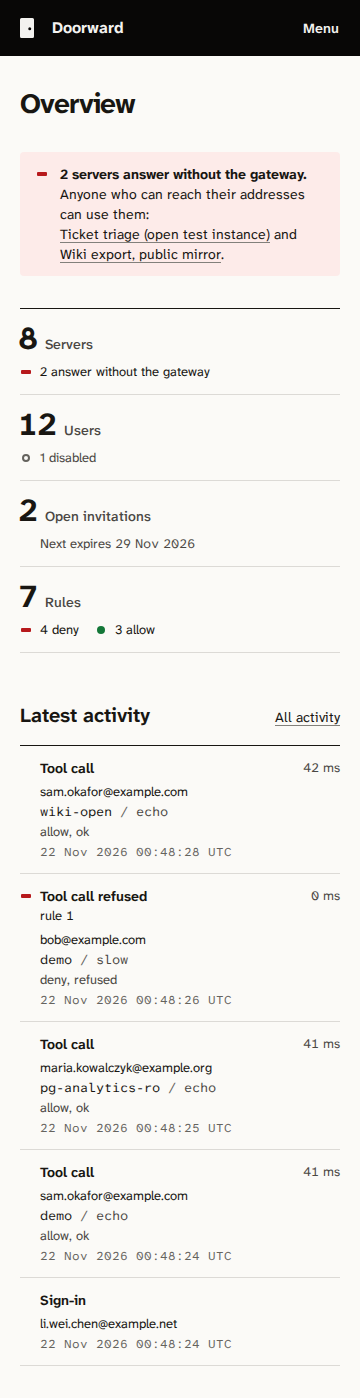 Doorward
Menu
Overview
2 servers answer without the gateway.
Anyone who can reach their addresses
can use them:
Ticket triage (open test instance) and
Wiki export, public mirror.
8 Servers
2 answer without the gateway
12 Users
1 disabled
2 Open invitations
Next expires 29 Nov 2026
7 Rules
4 deny 3 allow
Latest activity
All activity
Tool call 42 ms
sam.okafor@example.com
wiki-open / echo
allow, ok
22 Nov 2026 00:48:28 UTC
Tool call refused 0 ms
rule 1
bob@example.com
demo / slow
deny, refused
22 Nov 2026 00:48:26 UTC
Tool call 41 ms
maria.kowalczyk@example.org
pg-analytics-ro / echo
allow, ok
22 Nov 2026 00:48:25 UTC
Tool call 41 ms
sam.okafor@example.com
demo / echo
allow, ok
22 Nov 2026 00:48:24 UTC
Sign-in
li.wei.chen@example.net
22 Nov 2026 00:48:24 UTC